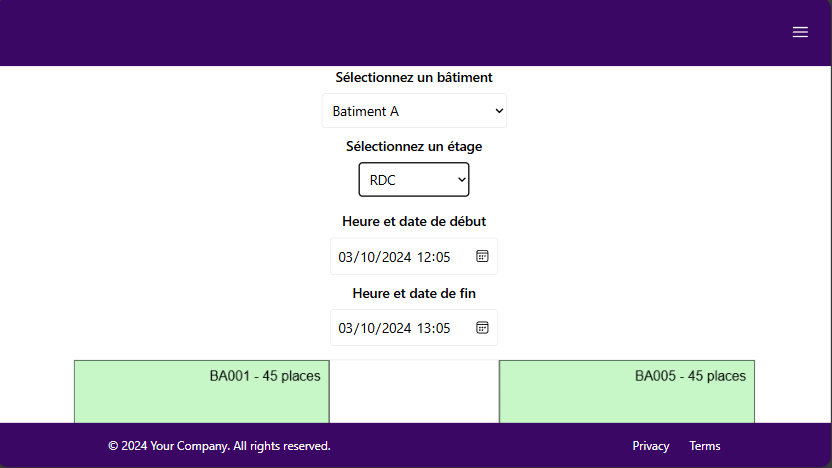 Sélectionnez un bâtiment
Batiment A
Sélectionnez un étage
RDC
Heure et date de début
03/10/2024 12:05
Heure et date de fin
03/10/2024 13:05
BA001 - 45 places
BA005 - 45 places
© 2024 Your Company. All rights reserved.
Privacy
Terms